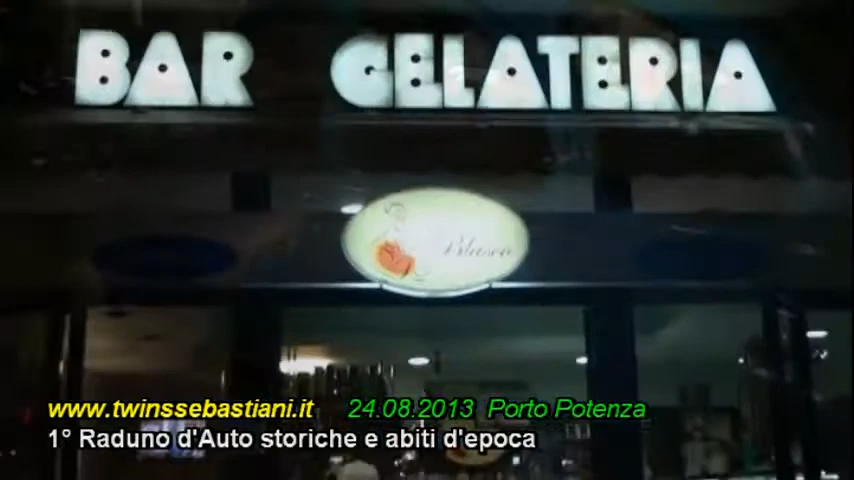 BAR GELATERIA
www.twinssebastiani.it 24.08.2013 Porto Potenza
1° Raduno d'Auto storiche e abiti d'epoca